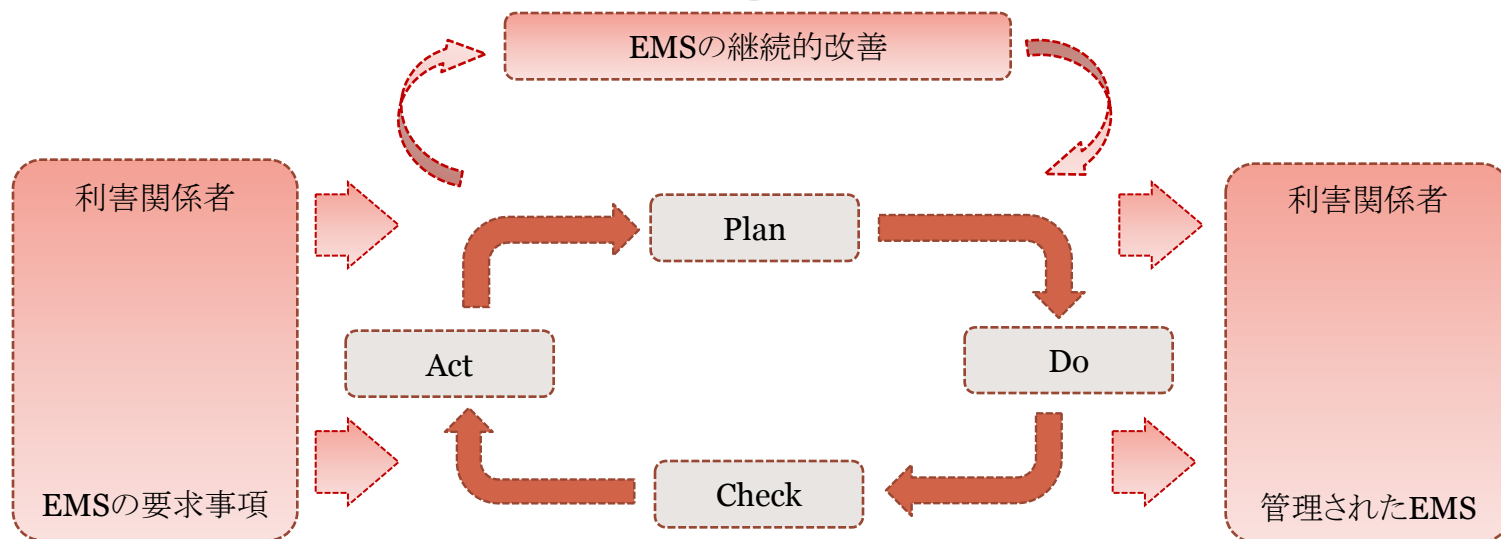 EMSの継続的改善
利害関係者
EMSの要求事項
Plan
Do
Check
Act
利害関係者
管理されたEMS